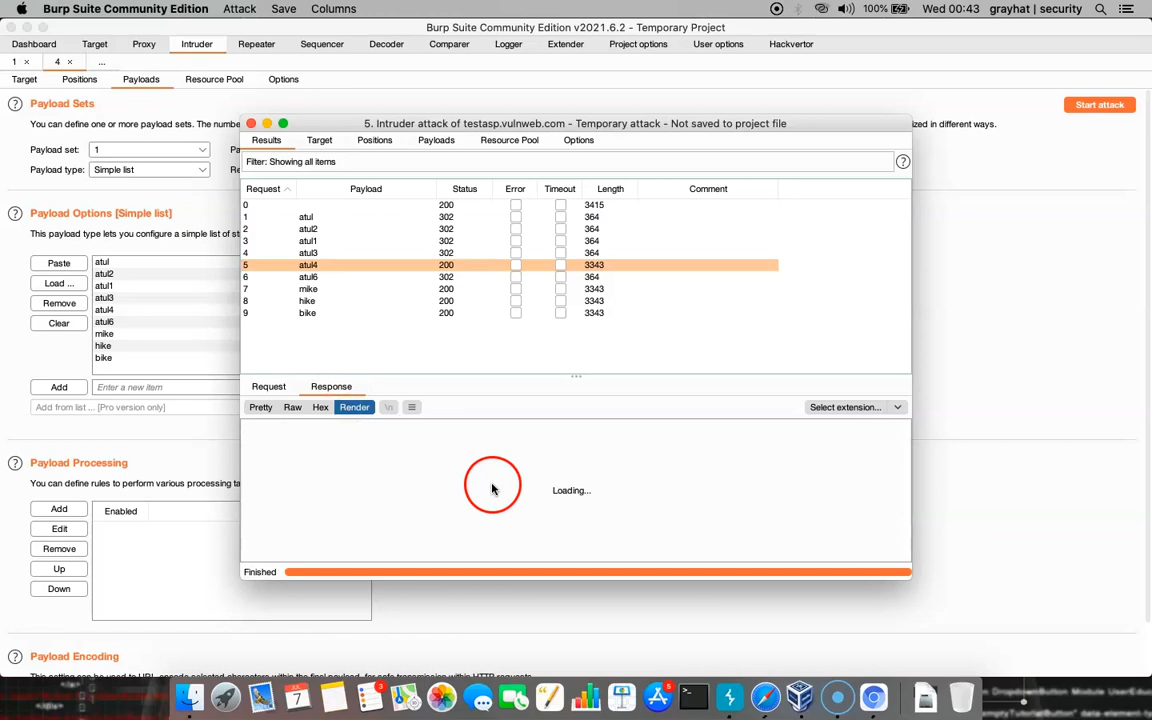 Burp Suite Community Edition Attack Save Columns 100% Wed 00:43 grayhat | security
Burp Suite Community Edition v2021.6.2 - Temporary Project
Dashboard Target Proxy Intruder Repeater Sequencer Decoder Comparer Logger Extender Project options User options Hackvertor
1 × 4 × ...
Target Positions Payloads Resource Pool Options
? Payload Sets Start attack
You can define one or more payload sets. The numbe ized in different ways.
Payload set: 1 Pa
Payload type: Simple list Re
? Payload Options [Simple list]
This payload type lets you configure a simple list of st
Paste atul
Load ... atul2
atul1
Remove atul3
atul4
Clear atul6
mike
hike
bike
Add Enter a new item
Add from list ... [Pro version only]
? Payload Processing
You can define rules to perform various processing ta
Add Enabled
Edit
Remove
Up
Down
? Payload Encoding
5. Intruder attack of testasp.vulnweb.com - Temporary attack - Not saved to project file
Results Target Positions Payloads Resource Pool Options
Filter: Showing all items ?
Request Payload Status Error Timeout Length Comment
0 200 3415
1 atul 302 364
2 atul2 302 364
3 atul1 302 364
4 atul3 302 364
5 atul4 200 3343
6 atul6 302 364
7 mike 200 3343
8 hike 200 3343
9 bike 200 3343
Request Response
Pretty Raw Hex Render \n Select extension...
Loading...
Finished
7 3 5